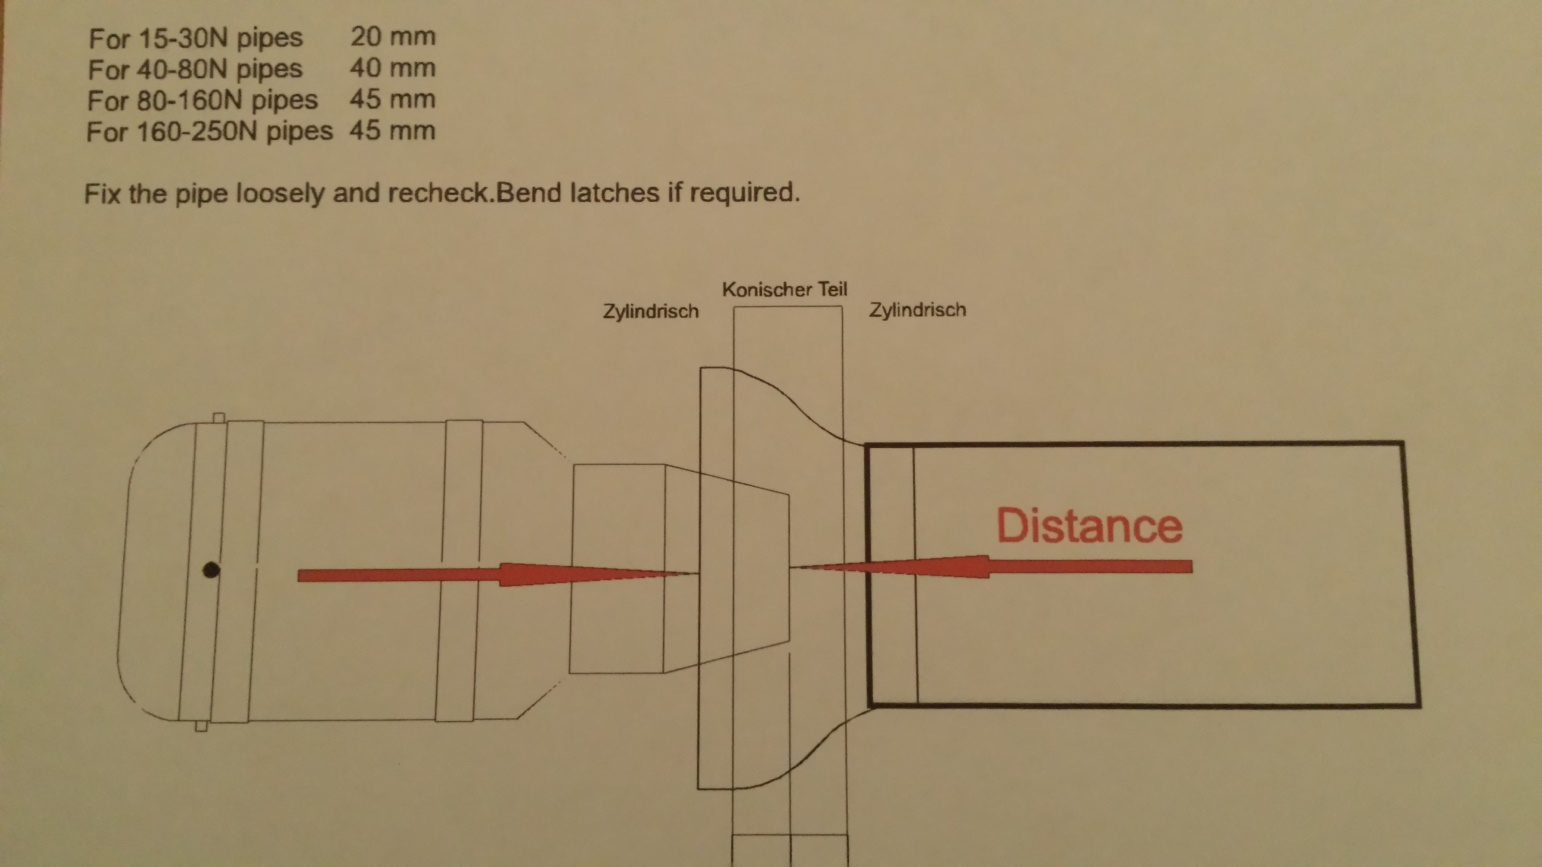 For 15-30N pipes 20 mm
For 40-80N pipes 40 mm
For 80-160N pipes 45 mm
For 160-250N pipes 45 mm
Fix the pipe loosely and recheck.Bend latches if required.
Konischer Teil
Zylindrisch Zylindrisch
Distance